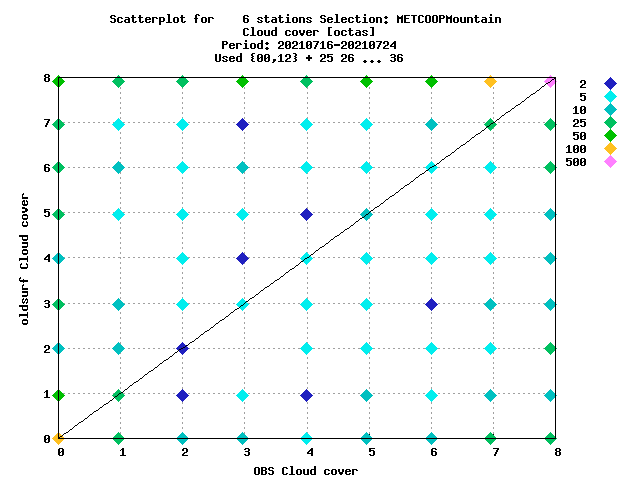 Scatterplot for    6 stations Selection: METCOOPMountain
Cloud cover [octas]
Period: 20210716-20210724
Used {00,12} + 25 26 ... 36
8
7
6
5
4
3
2
1
0
oldsurf Cloud cover
0 1 2 3 4 5 6 7 8
OBS Cloud cover
2
5
10
25
50
100
500